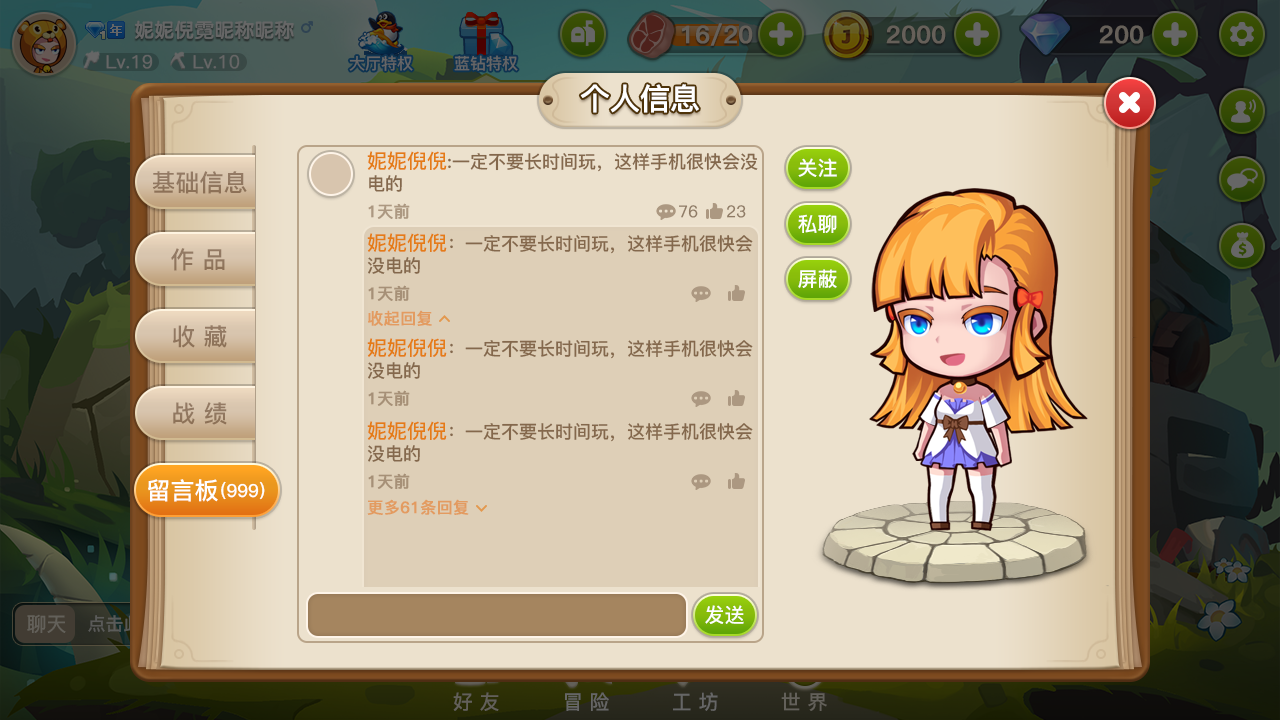 年 妮妮倪霓昵称昵称
Lv.19 Lv.10
大厅特权
蓝钻特权
16/20
2000
200
个人信息
基础信息
作品
收藏
战绩
留言板(999)
妮妮倪倪:一定不要长时间玩，这样手机很快会没
电的
1天前 76 23
妮妮倪倪：一定不要长时间玩，这样手机很快会
没电的
1天前
收起回复
妮妮倪倪：一定不要长时间玩，这样手机很快会
没电的
1天前
妮妮倪倪：一定不要长时间玩，这样手机很快会
没电的
1天前
更多61条回复
发送
关注
私聊
屏蔽
聊天 点击
好友 冒险 工坊 世界